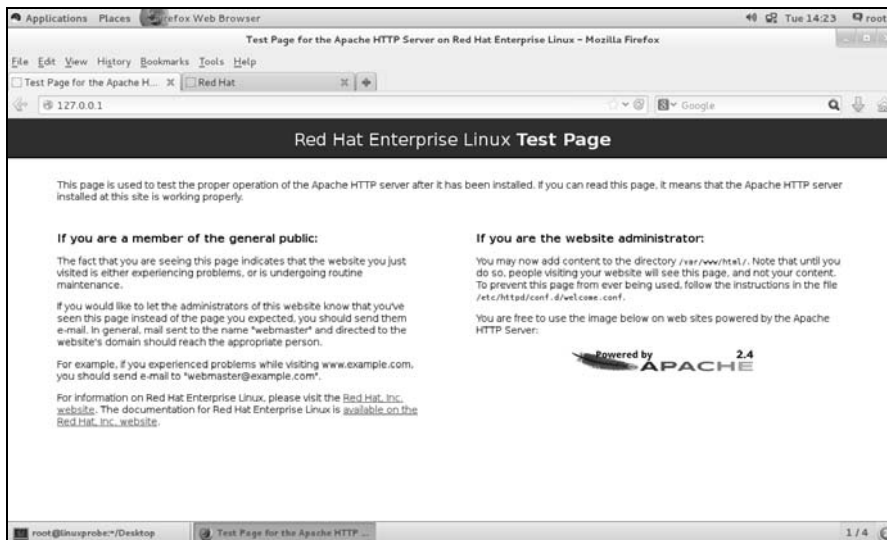 Applications Places Firefox Web Browser Tue 14:23 root
Test Page for the Apache HTTP Server on Red Hat Enterprise Linux - Mozilla Firefox
File Edit View History Bookmarks Tools Help
Test Page for the Apache H... Red Hat
127.0.0.1 Google
Red Hat Enterprise Linux Test Page
This page is used to test the proper operation of the Apache HTTP server after it has been installed. If you can read this page, it means that the Apache HTTP server
installed at this site is working properly.
If you are a member of the general public:
The fact that you are seeing this page indicates that the website you just
visited is either experiencing problems, or is undergoing routine
maintenance.
If you would like to let the administrators of this website know that you've
seen this page instead of the page you expected, you should send them
e-mail. In general, mail sent to the name "webmaster" and directed to the
website's domain should reach the appropriate person.
For example, if you experienced problems while visiting www.example.com,
you should send e-mail to "webmaster@example.com".
For information on Red Hat Enterprise Linux, please visit the Red Hat, Inc.
website. The documentation for Red Hat Enterprise Linux is available on the
Red Hat, Inc. website.
If you are the website administrator:
You may now add content to the directory /var/www/html/. Note that until you
do so, people visiting your website will see this page, and not your content.
To prevent this page from ever being used, follow the instructions in the file
/etc/httpd/conf.d/welcome.conf.
You are free to use the image below on web sites powered by the Apache
HTTP Server:
Powered by 2.4
APACHE
root@linuxprobe:~/Desktop Test Page for the Apache HTTP ... 1 / 4